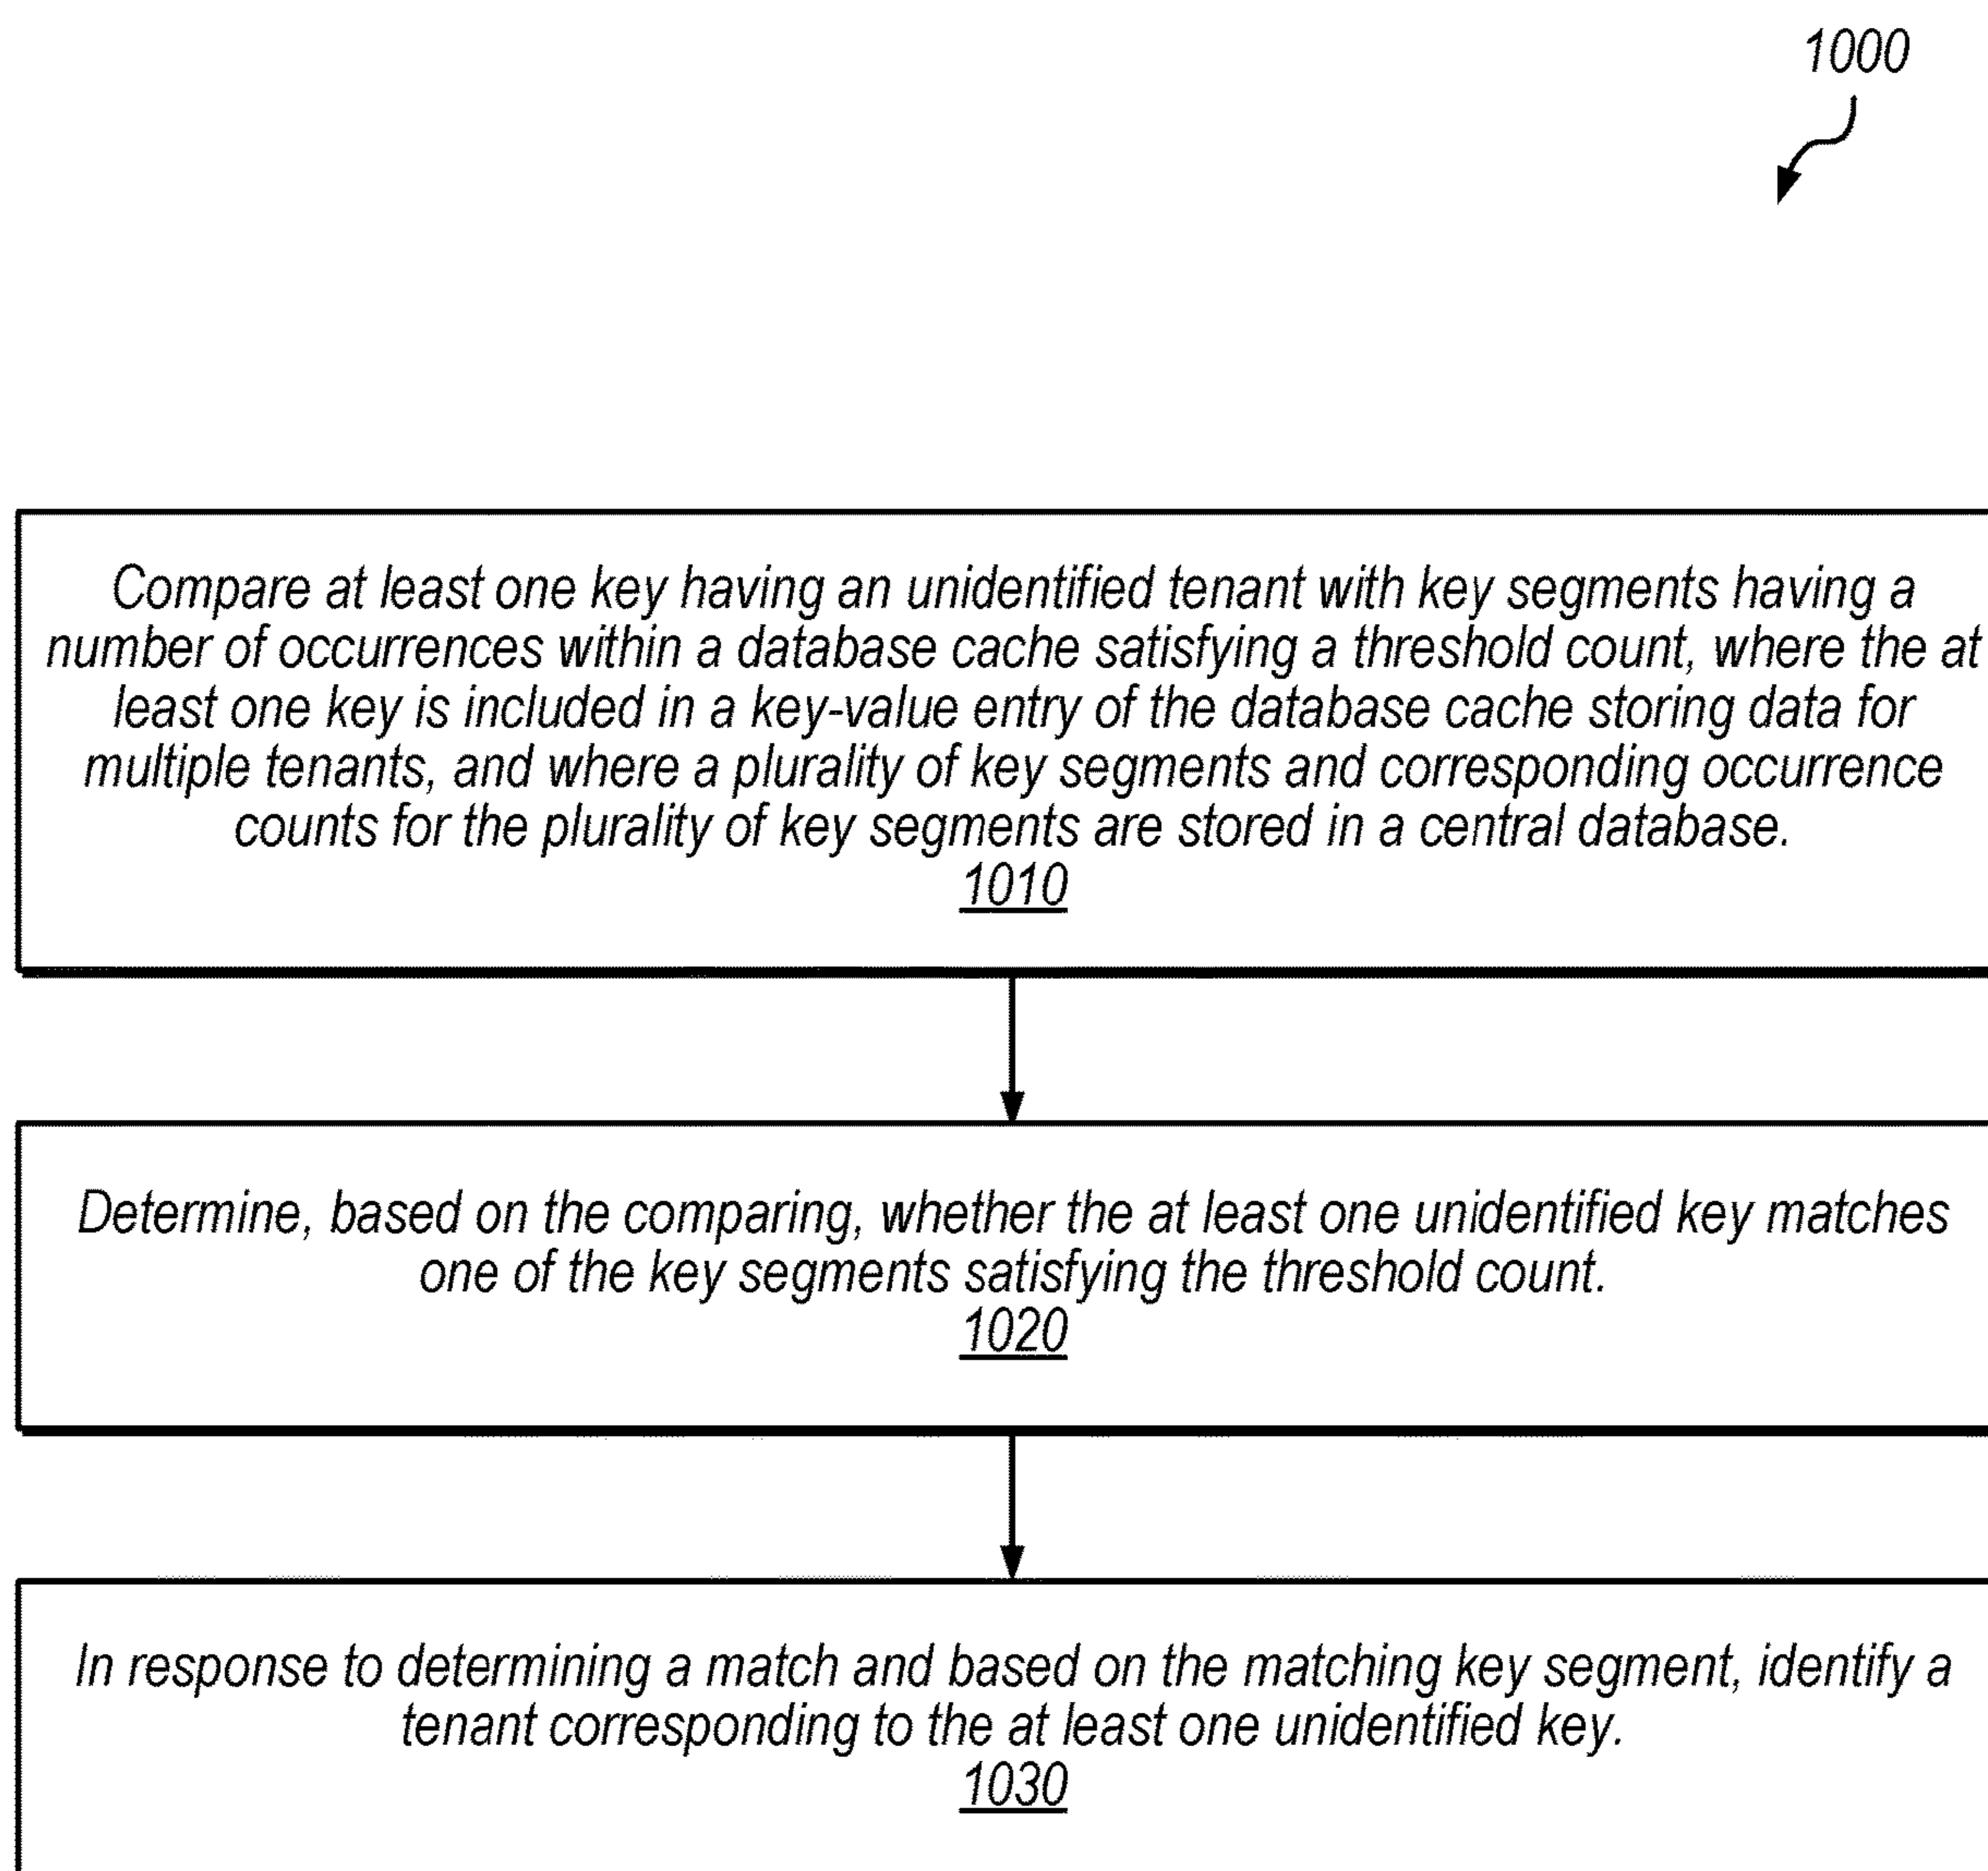 1000
Compare at least one key having an unidentified tenant with key segments having a
number of occurrences within a database cache satisfying a threshold count, where the at
least one key is included in a key-value entry of the database cache storing data for
multiple tenants, and where a plurality of key segments and corresponding occurrence
counts for the plurality of key segments are stored in a central database.
1010
Determine, based on the comparing, whether the at least one unidentified key matches
one of the key segments satisfying the threshold count.
1020
In response to determining a match and based on the matching key segment, identify a
tenant corresponding to the at least one unidentified key.
1030